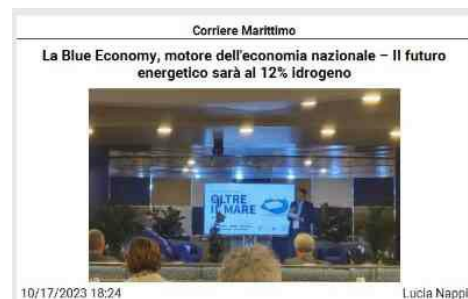 Corriere Marittimo
La Blue Economy, motore dell'economia nazionale – Il futuro
energetico sarà al 12% idrogeno
OLTRE
IL MARE
10/17/2023 18:24
Lucia Nappi